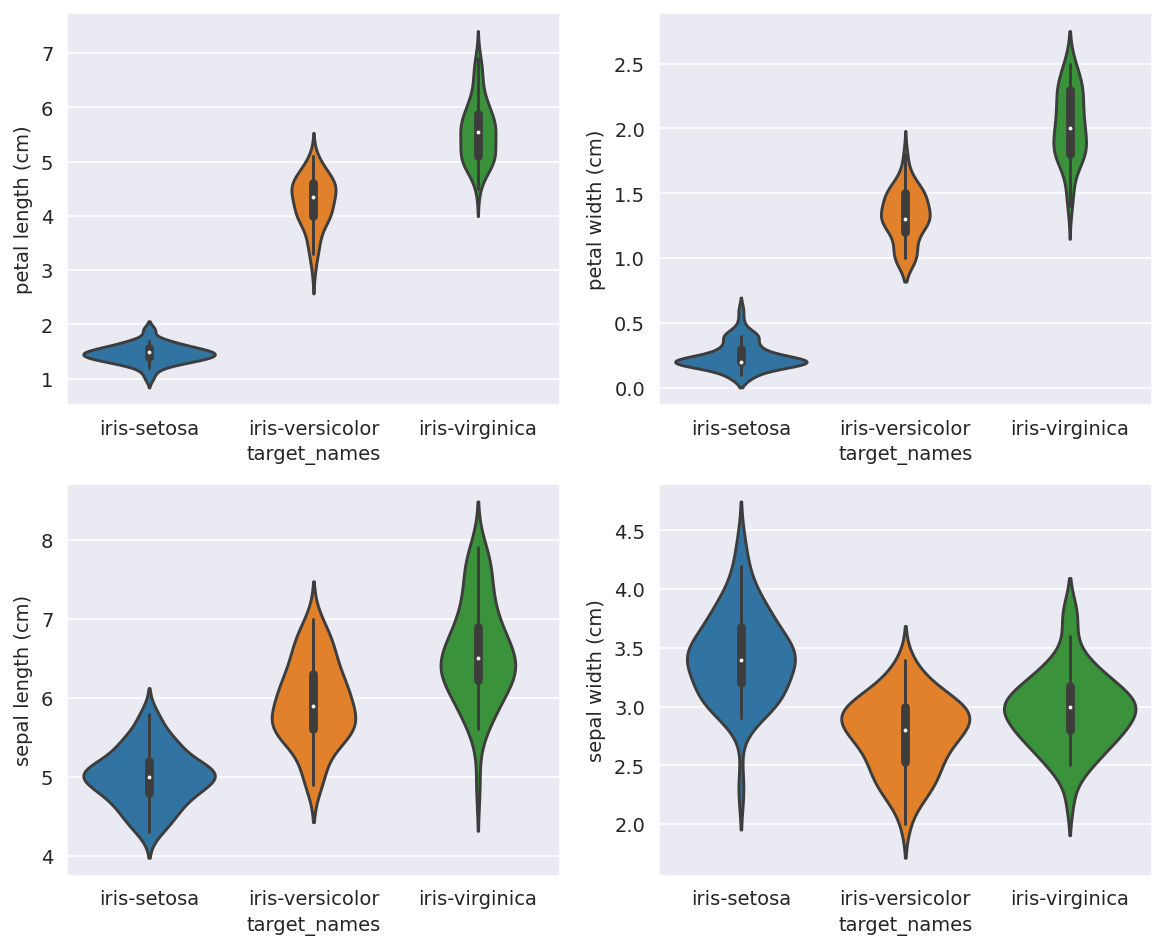 petal length (cm)
7
6
5
4
3
2
1
iris-setosa iris-versicolor iris-virginica
target_names
petal width (cm)
2.5
2.0
1.5
1.0
0.5
0.0
iris-setosa iris-versicolor iris-virginica
target_names
sepal length (cm)
8
7
6
5
4
iris-setosa iris-versicolor iris-virginica
target_names
sepal width (cm)
4.5
4.0
3.5
3.0
2.5
2.0
iris-setosa iris-versicolor iris-virginica
target_names